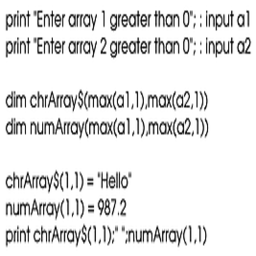 print "Enter array 1 greater than 0"; : input a1
print "Enter array 2 greater than 0"; : input a2
dim chrArray$(max(a1,1),max(a2,1))
dim numArray(max(a1,1),max(a2,1))
chrArray$(1,1) = "Hello"
numArray(1,1) = 987.2
print chrArray$(1,1);" ";numArray(1,1)